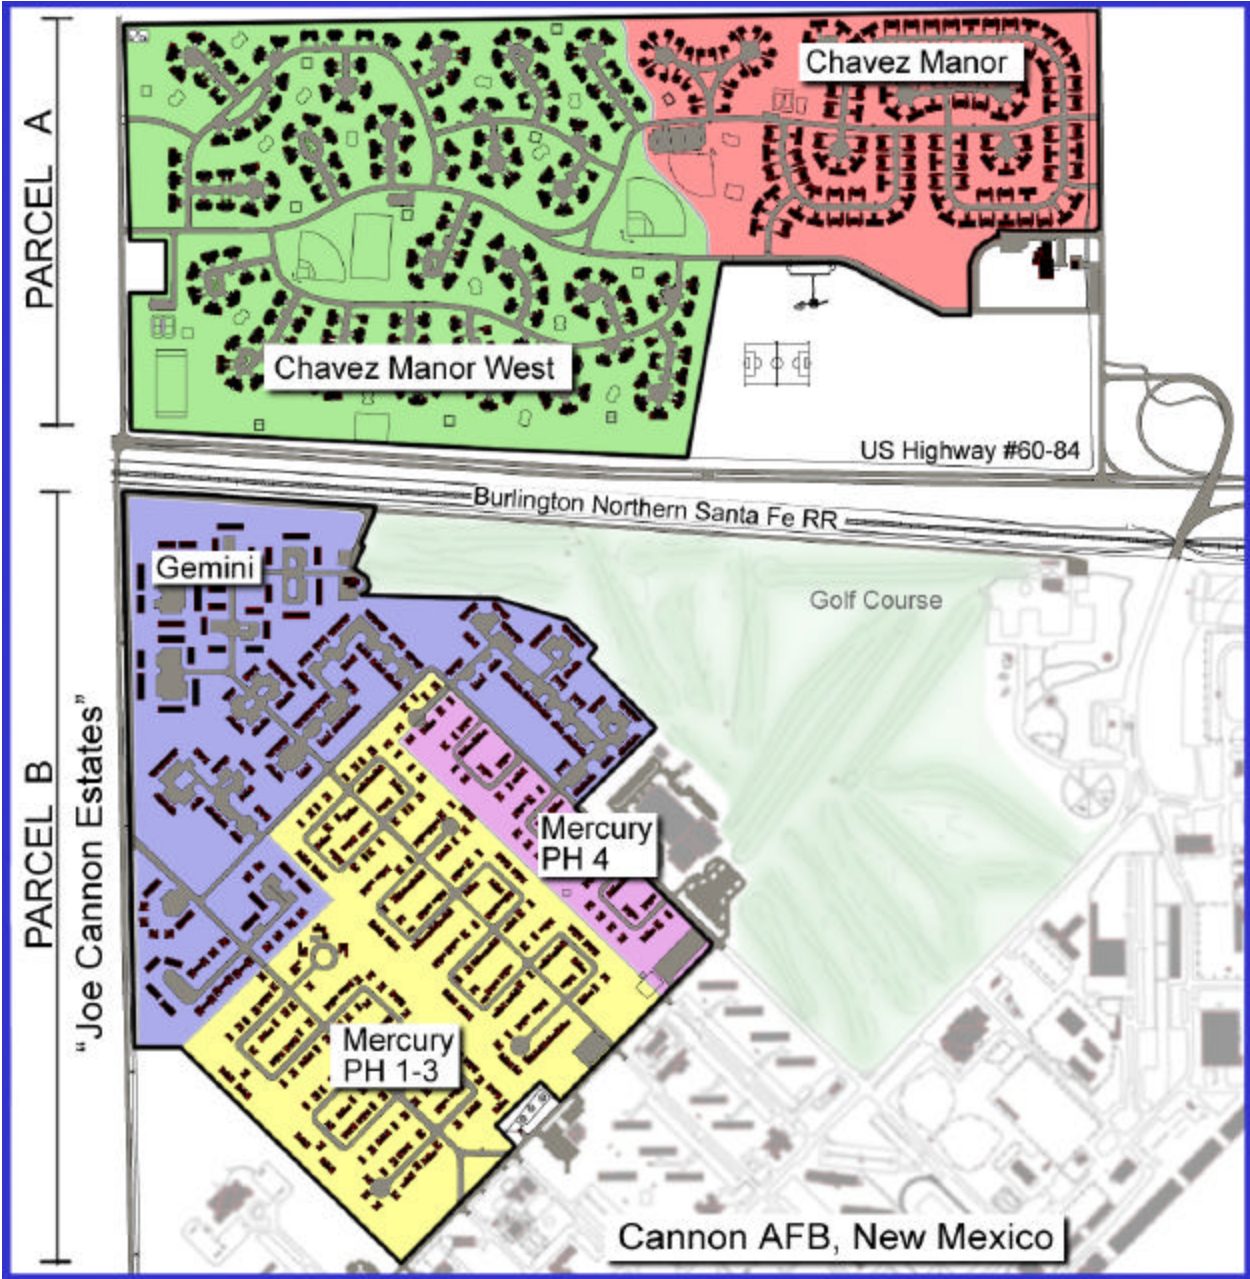 PARCEL A
Chavez Manor
Chavez Manor West
US Highway #60-84
Burlington Northern Santa Fe RR
Gemini
Golf Course
PARCEL B
"Joe Cannon Estates"
Mercury
PH 4
Mercury
PH 1-3
Cannon AFB, New Mexico